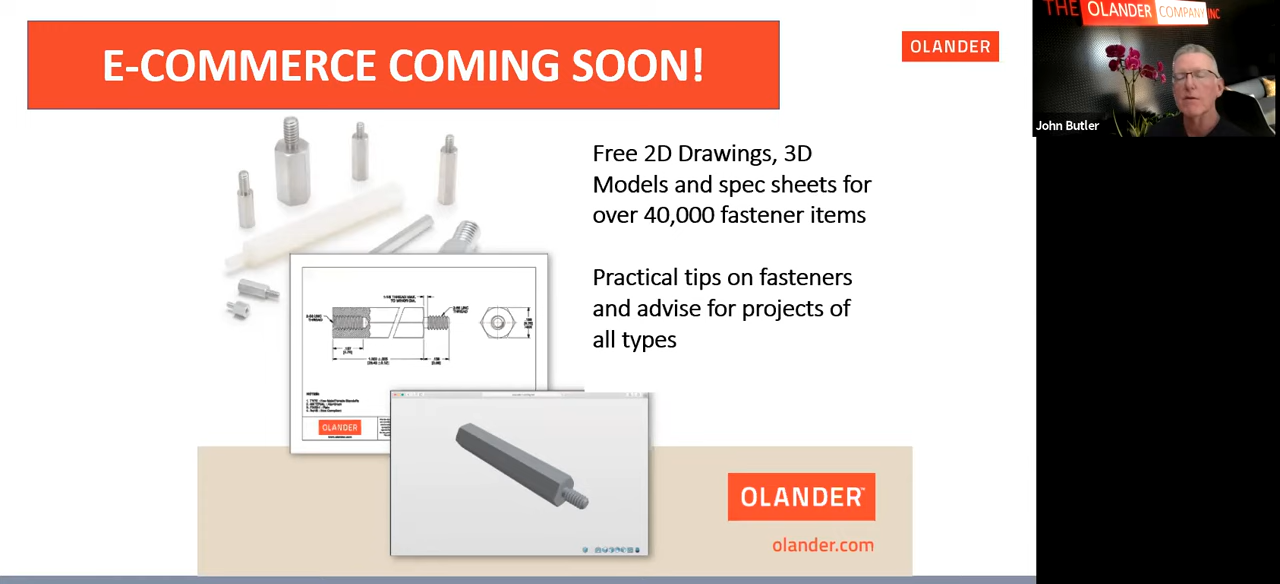 E-COMMERCE COMING SOON!
OLANDER
THE OLANDER COMPANY INC
John Butler
Free 2D Drawings, 3D
Models and spec sheets for
over 40,000 fastener items
Practical tips on fasteners
and advise for projects of
all types
OLANDER
OLANDER
olander.com